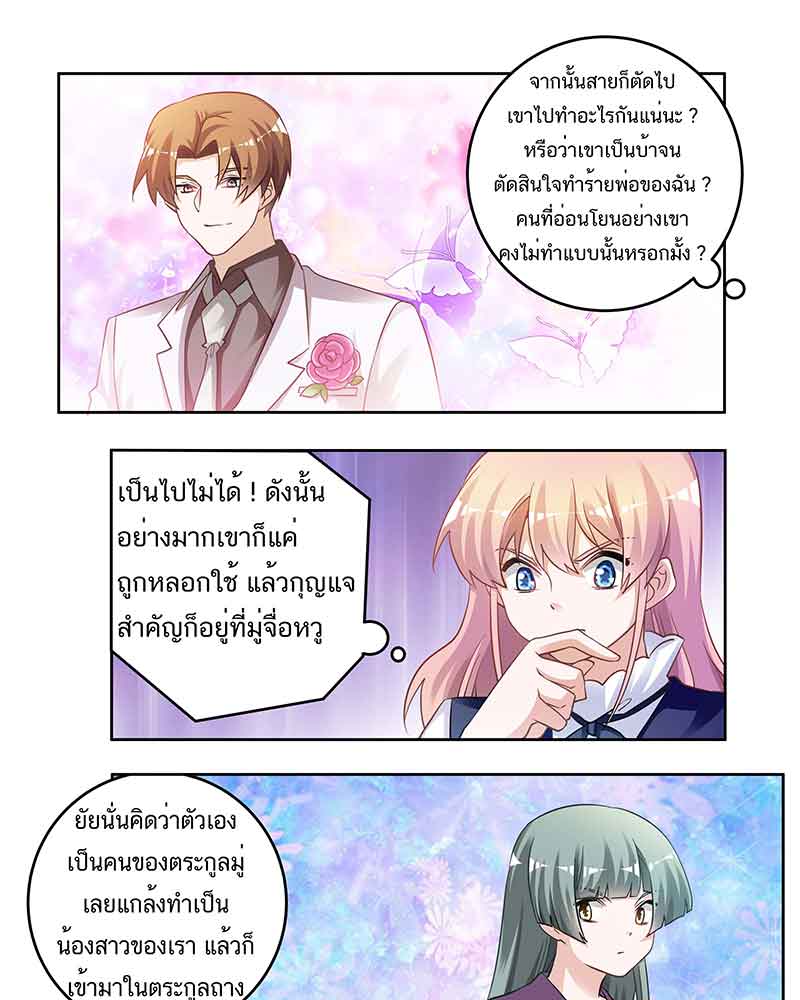 จากนั้นสายก็ตัดไป
เขาไปทำอะไรกันแน่นะ ?
หรือว่าเขาเป็นบ้าจน
ตัดสินใจทำร้ายพ่อของฉัน ?
คนที่อ่อนโยนอย่างเขา
คงไม่ทำแบบนั้นหรอกมั้ง ?
เป็นไปไม่ได้ ! ดังนั้น
อย่างมากเขาก็แค่
ถูกหลอกใช้ แล้วกุญแจ
สำคัญก็อยู่ที่มู่จื่อหวู
ยัยนั่นคิดว่าตัวเอง
เป็นคนของตระกูลมู่
เลยแกล้งทำเป็น
น้องสาวของเรา แล้วก็
เข้ามาในตระกูลถาง